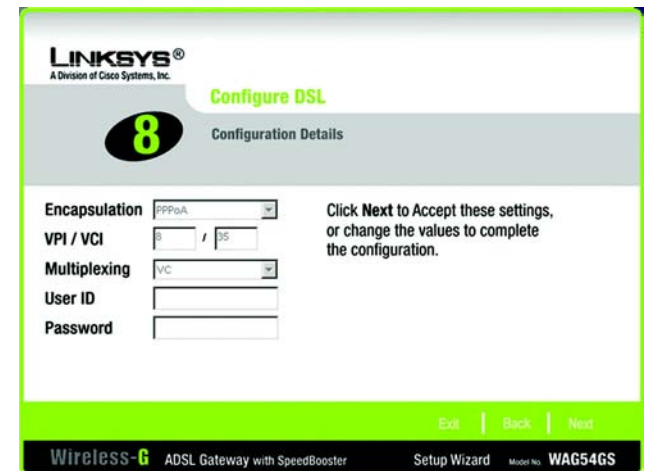 LINKSYS®
A Division of Cisco Systems, Inc.
Configure DSL
8
Configuration Details
Encapsulation PPPoA
VPI / VCI 8 / 35
Multiplexing VC
User ID
Password
Click Next to Accept these settings,
or change the values to complete
the configuration.
Exit Back Next
Wireless-G ADSL Gateway with SpeedBooster Setup Wizard Model No. WAG54GS